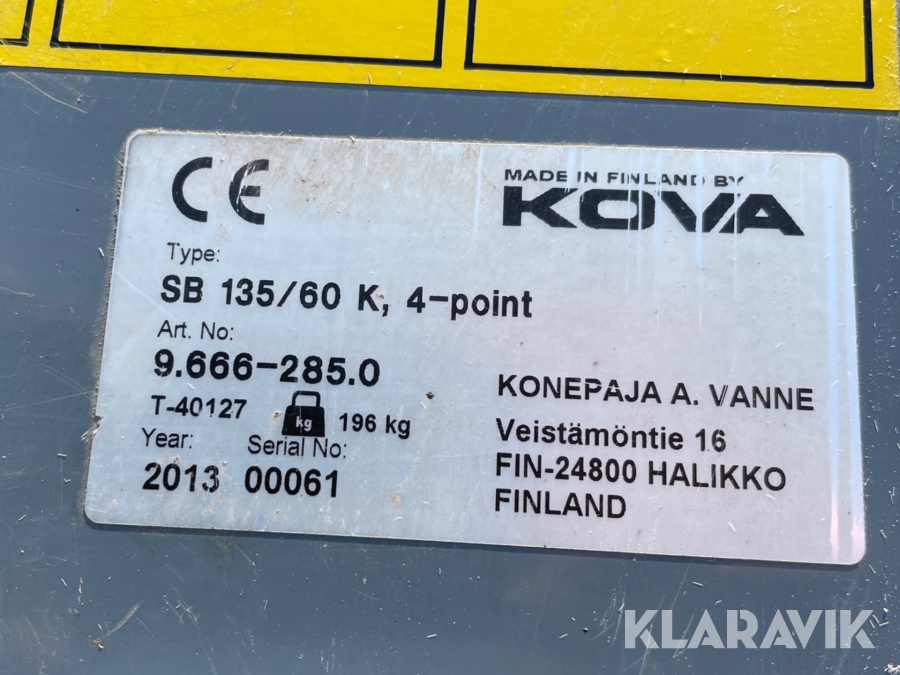 CE
MADE IN FINLAND BY
KOVA
Type:
SB 135/60 K, 4-point
Art. No:
9.666-285.0
T-40127 kg 196 kg
Year: Serial No:
2013 00061
KONEPAJA A. VANNE
Veistämöntie 16
FIN-24800 HALIKKO
FINLAND
KLARAVIK